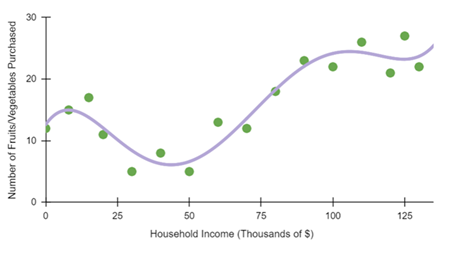 Number of Fruits/Vegetables Purchased
30
20
10
0
0 25 50 75 100 125
Household Income (Thousands of $)